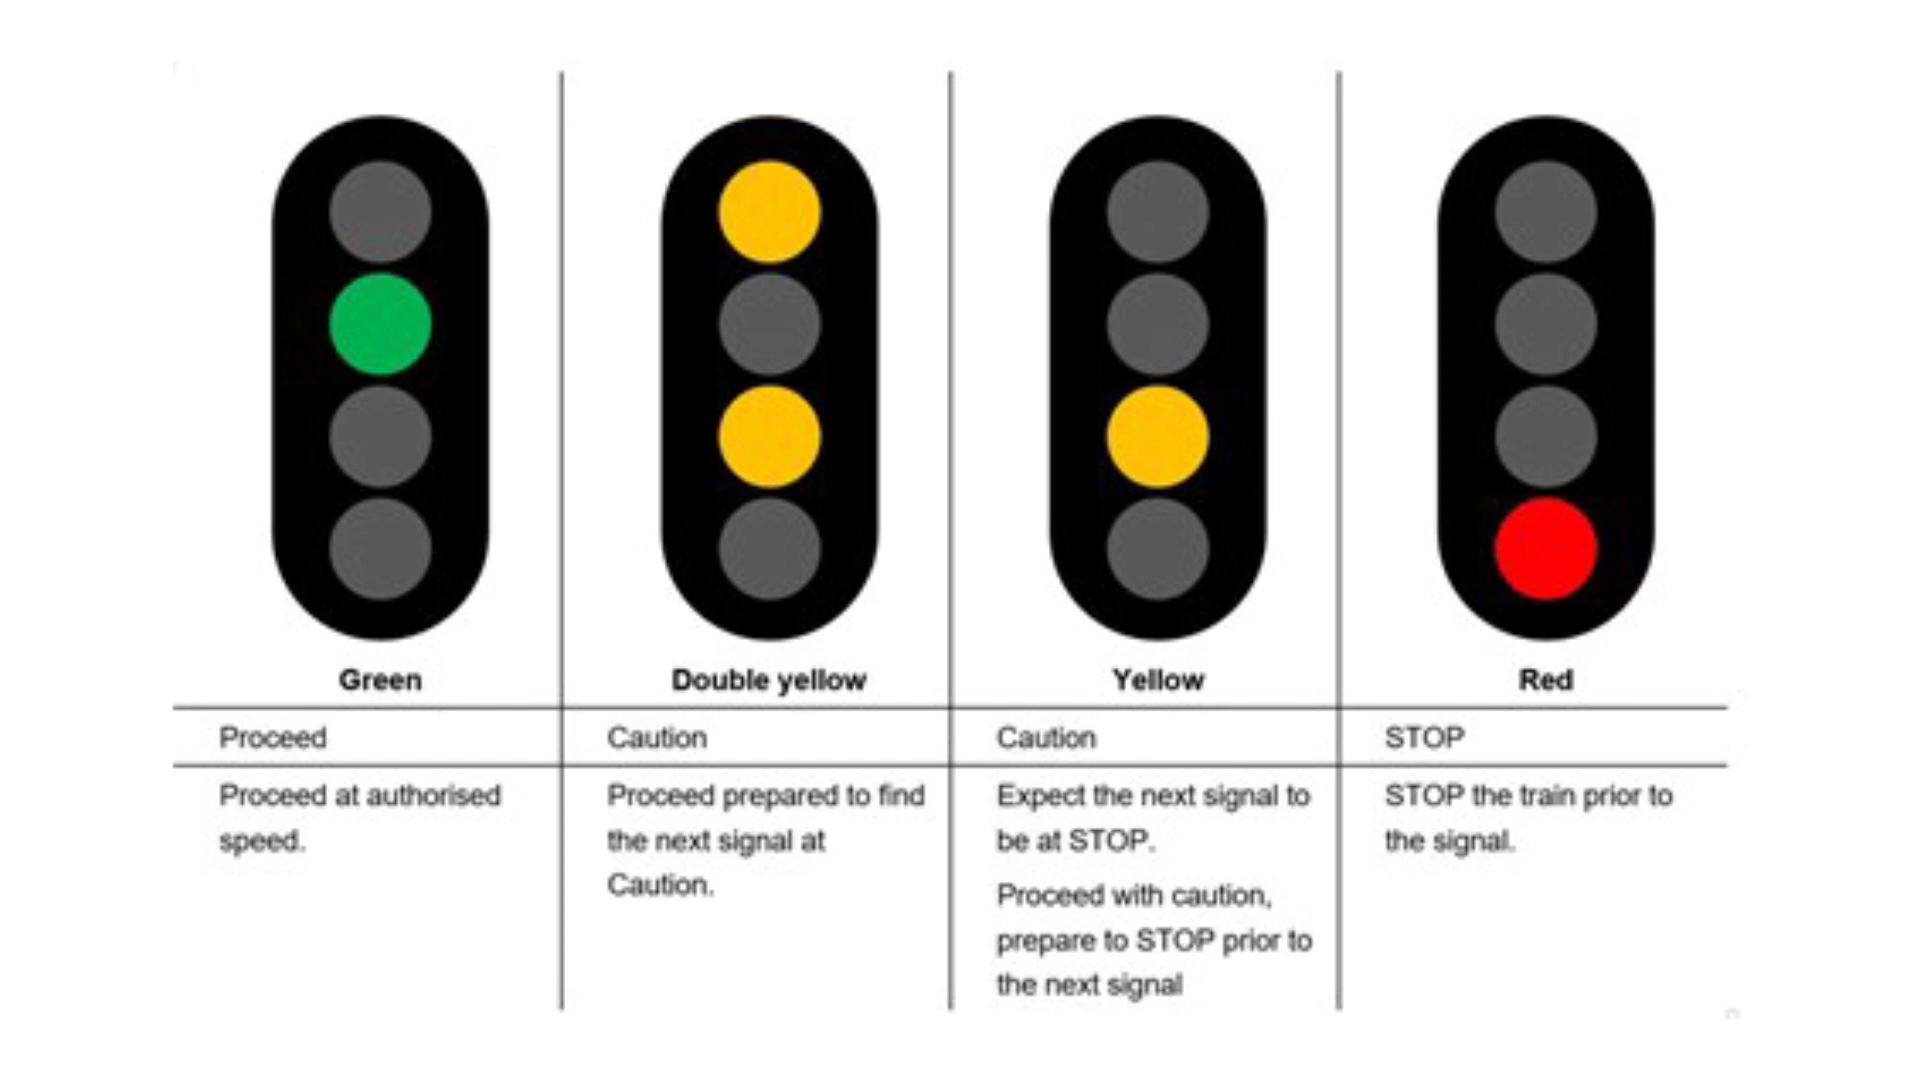 Green
Double yellow
Yellow
Red
Proceed
Caution
Caution
STOP
Proceed at authorised
speed.
Proceed prepared to find
the next signal at
Caution.
Expect the next signal to
be at STOP.
Proceed with caution,
prepare to STOP prior to
the next signal
STOP the train prior to
the signal.